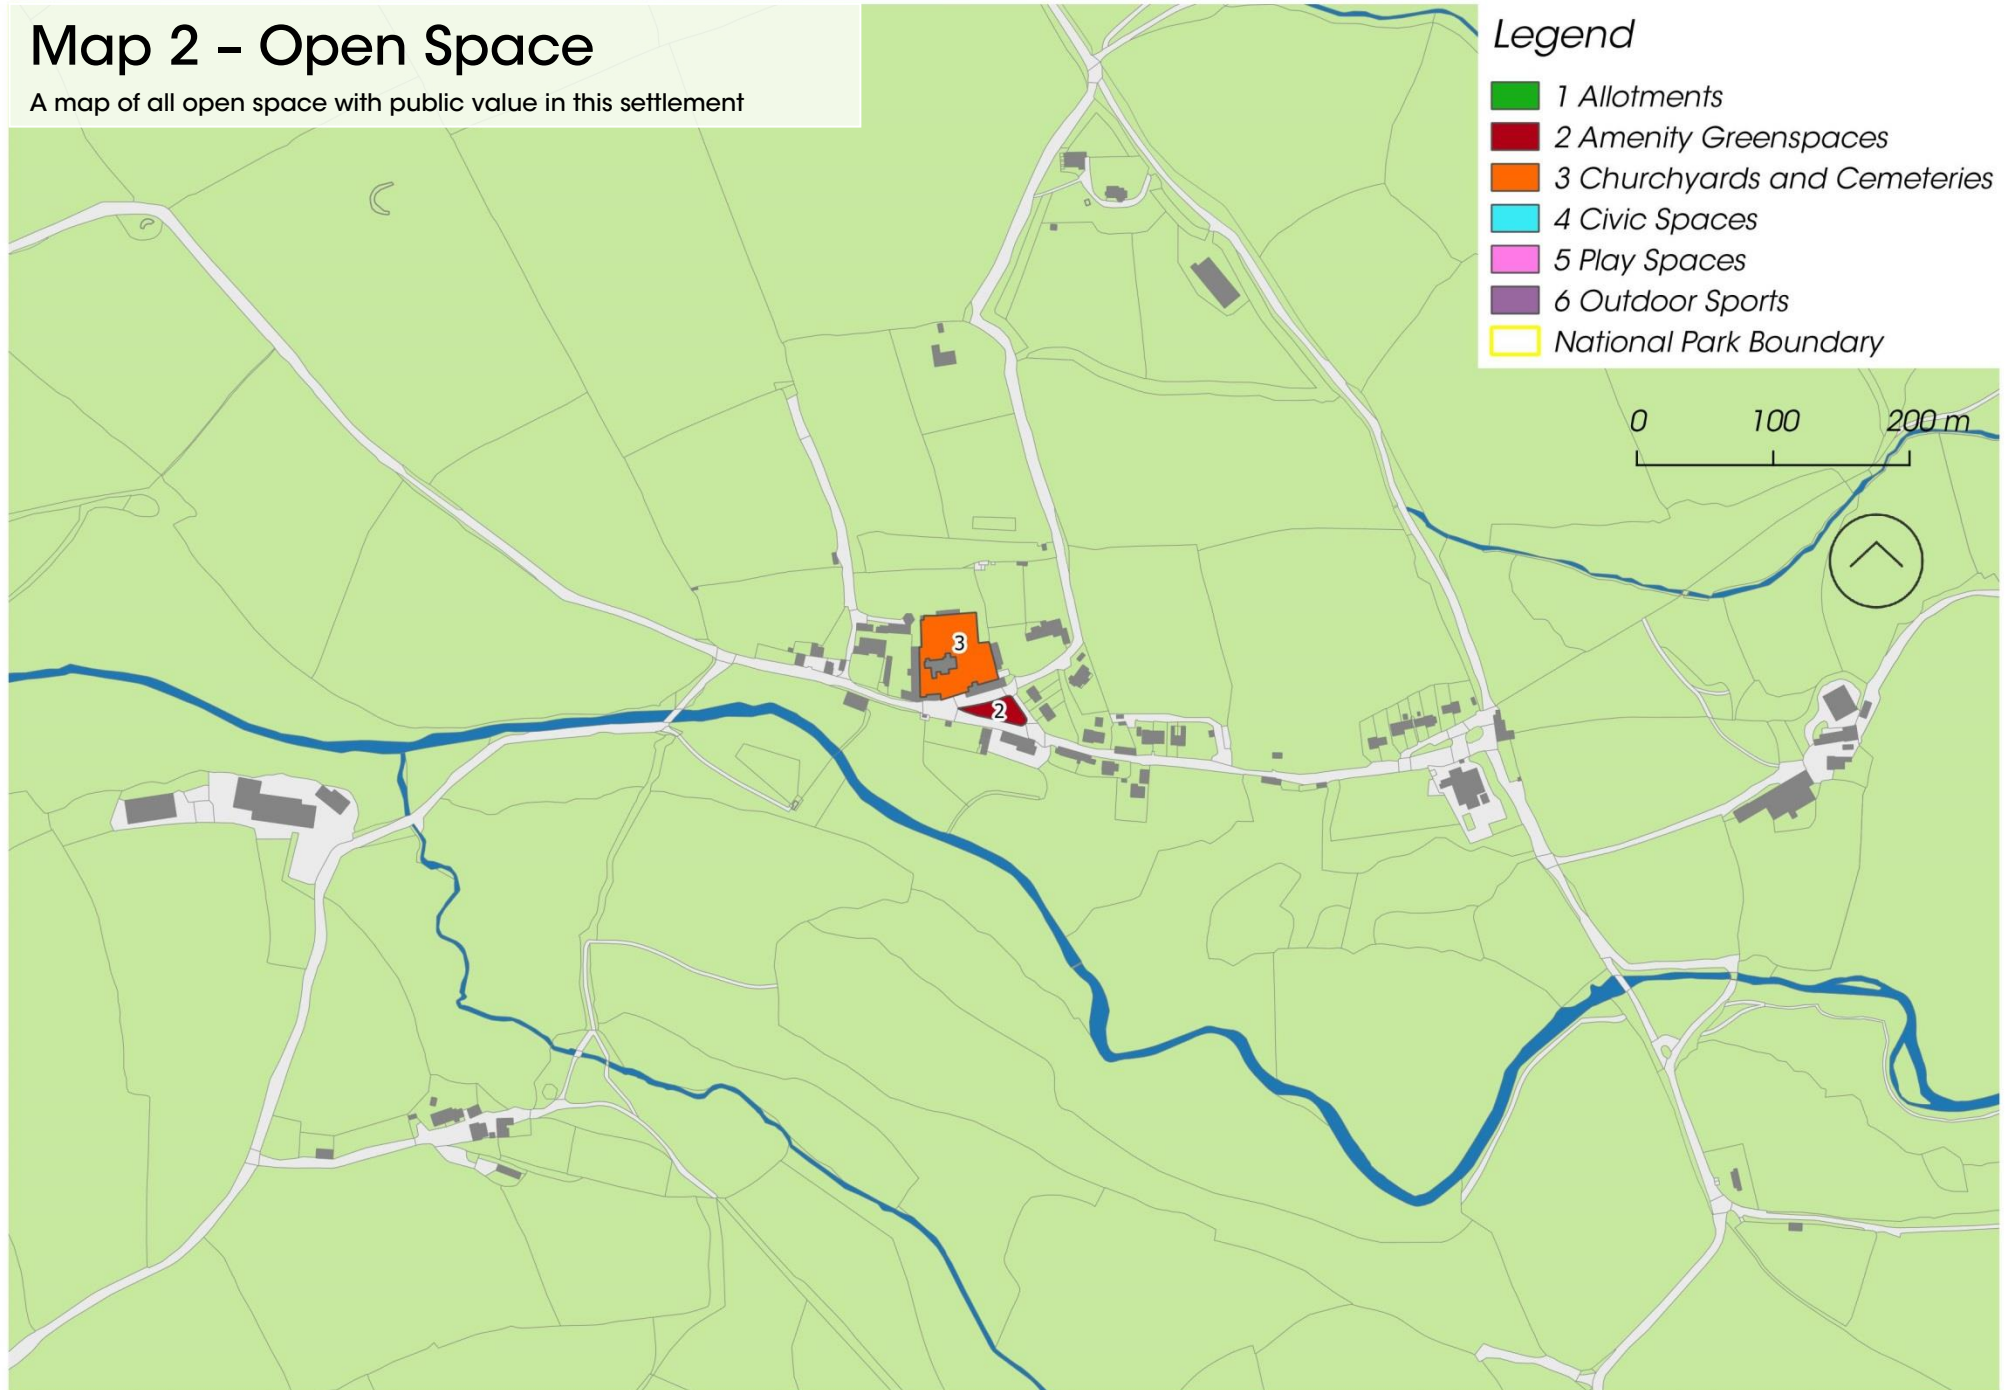 Map 2 – Open Space
A map of all open space with public value in this settlement
Legend
1 Allotments
2 Amenity Greenspaces
3 Churchyards and Cemeteries
4 Civic Spaces
5 Play Spaces
6 Outdoor Sports
National Park Boundary
0 100 200 m
3
2